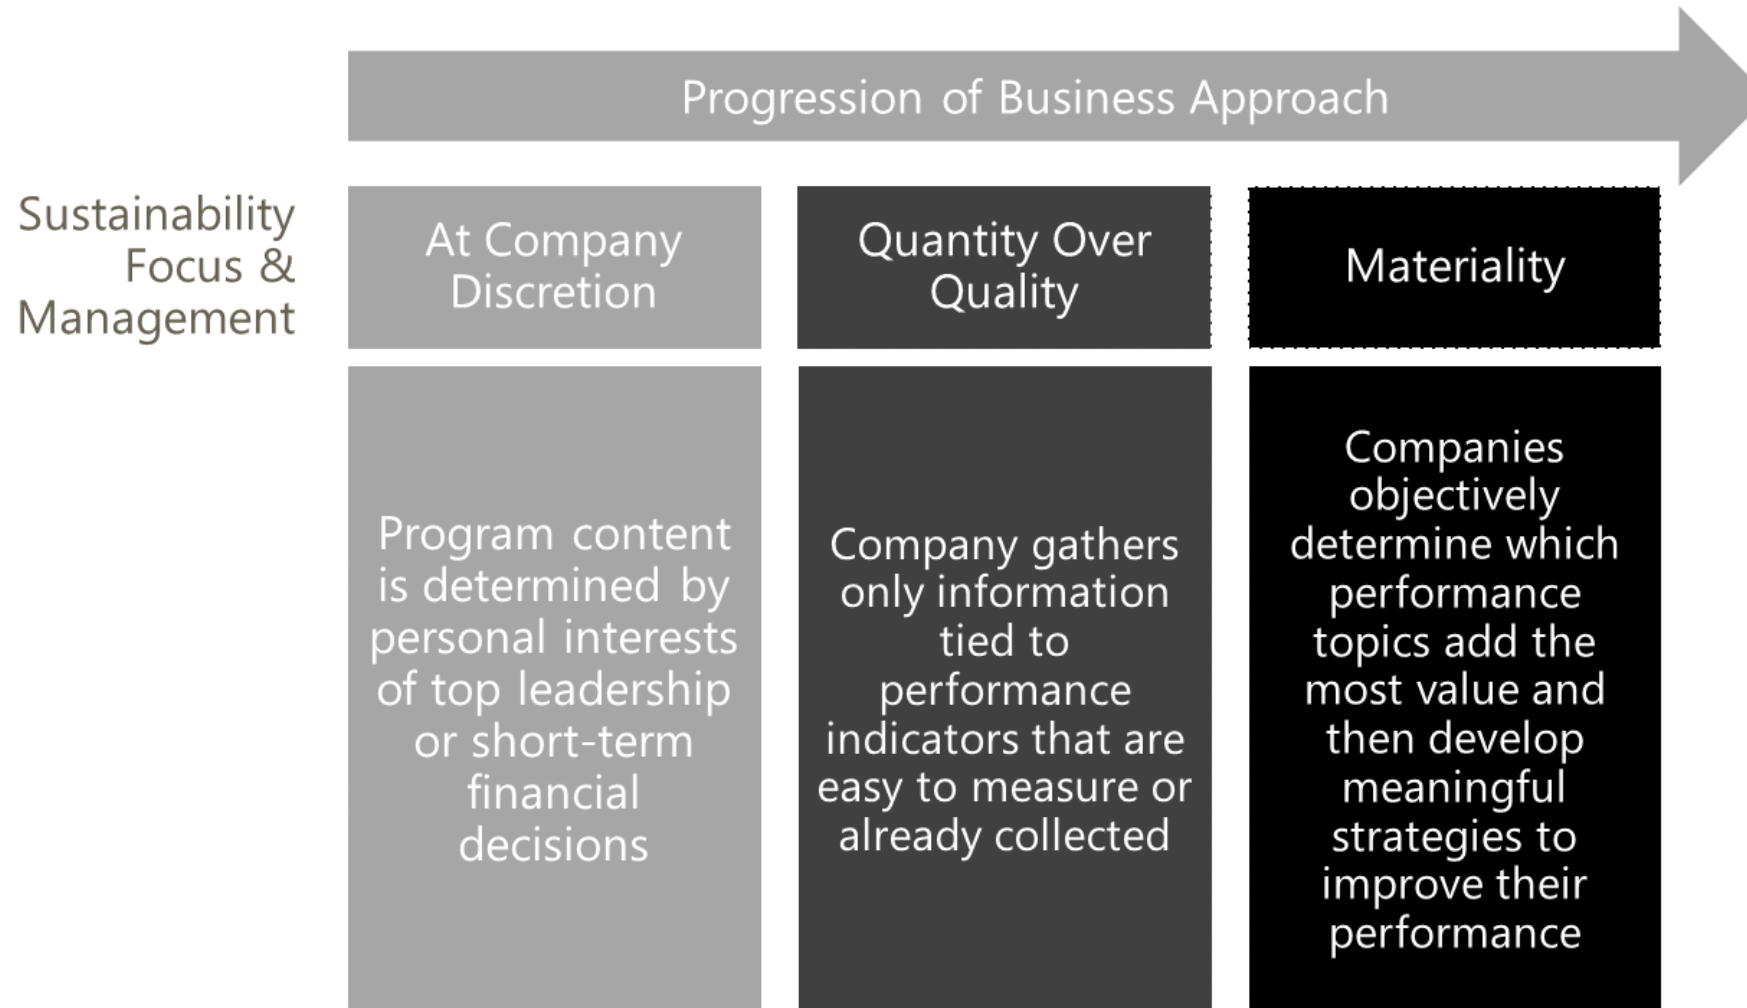 Progression of Business Approach
Sustainability
Focus &
Management
At Company
Discretion
Quantity Over
Quality
Materiality
Program content
is determined by
personal interests
of top leadership
or short-term
financial
decisions
Company gathers
only information
tied to
performance
indicators that are
easy to measure or
already collected
Companies
objectively
determine which
performance
topics add the
most value and
then develop
meaningful
strategies to
improve their
performance